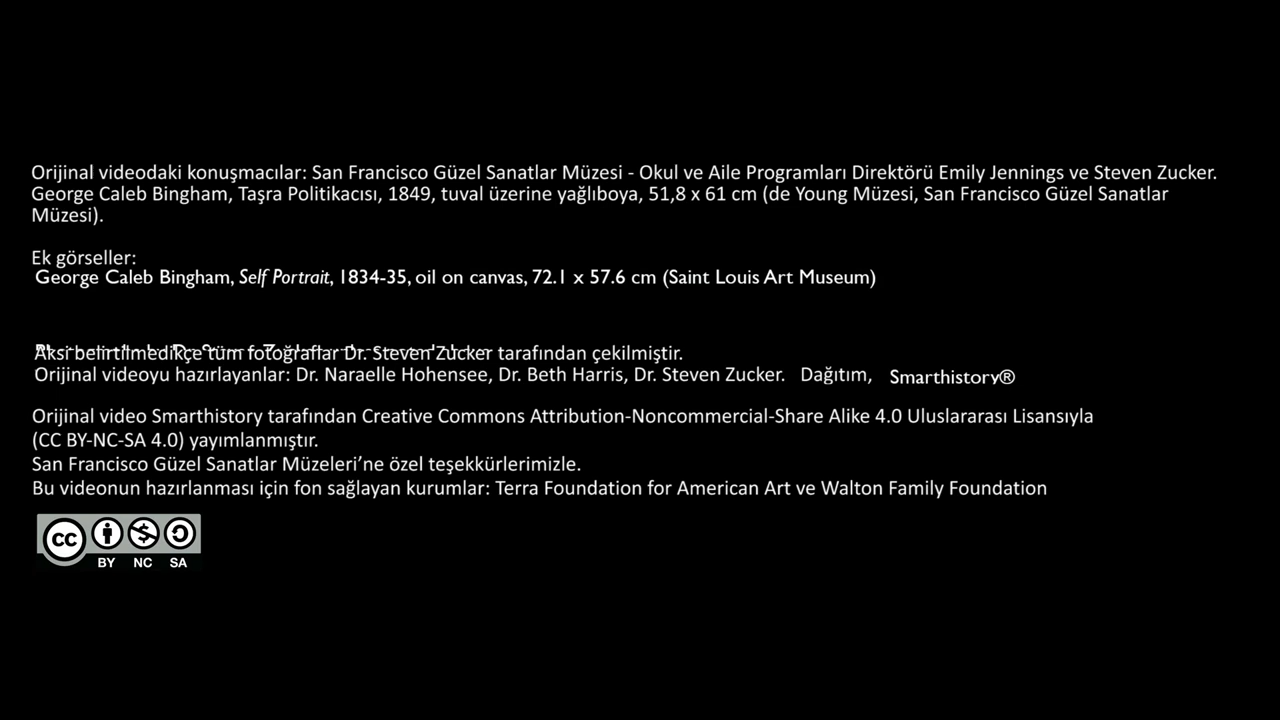 Orijinal videodaki konuşmacılar: San Francisco Güzel Sanatlar Müzesi - Okul ve Aile Programları Direktörü Emily Jennings ve Steven Zucker.
George Caleb Bingham, Taşra Politikacısı, 1849, tuval üzerine yağlıboya, 51,8 x 61 cm (de Young Müzesi, San Francisco Güzel Sanatlar
Müzesi).
Ek görseller:
George Caleb Bingham, Self Portrait, 1834-35, oil on canvas, 72.1 x 57.6 cm (Saint Louis Art Museum)
Aksi belirtilmedikçe tüm fotoğraflar Dr. Steven Zucker tarafından çekilmiştir.
Orijinal videoyu hazırlayanlar: Dr. Naraelle Hohensee, Dr. Beth Harris, Dr. Steven Zucker. Dağıtım, Smarthistory®
Orijinal video Smarthistory tarafından Creative Commons Attribution-Noncommercial-Share Alike 4.0 Uluslararası Lisansıyla
(CC BY-NC-SA 4.0) yayımlanmıştır.
San Francisco Güzel Sanatlar Müzeleri’ne özel teşekkürlerimizle.
Bu videonun hazırlanması için fon sağlayan kurumlar: Terra Foundation for American Art ve Walton Family Foundation
CC
BY NC SA